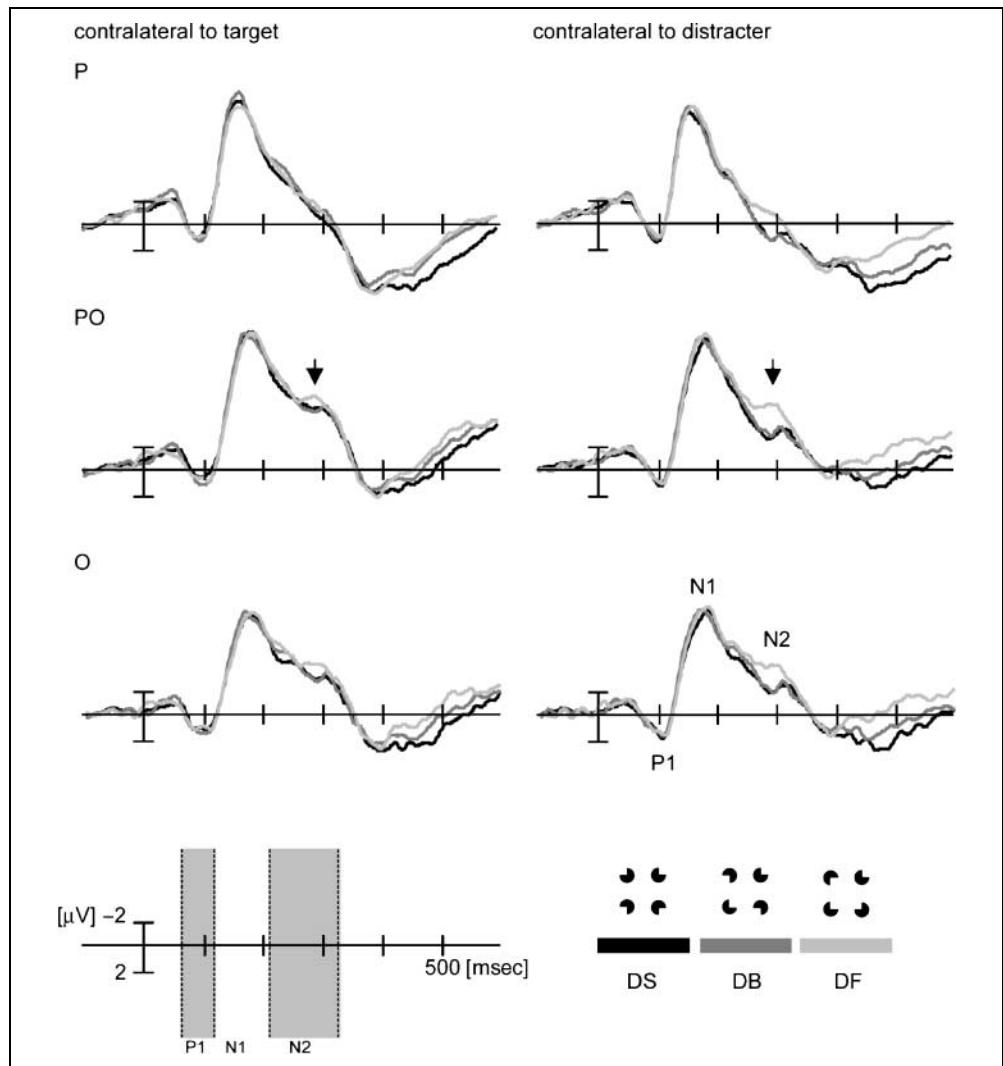 contralateral to target contralateral to distracter
P
PO
O
N1
N2
P1
[µV] –2
2
500 [msec]
P1 N1 N2
DS DB DF